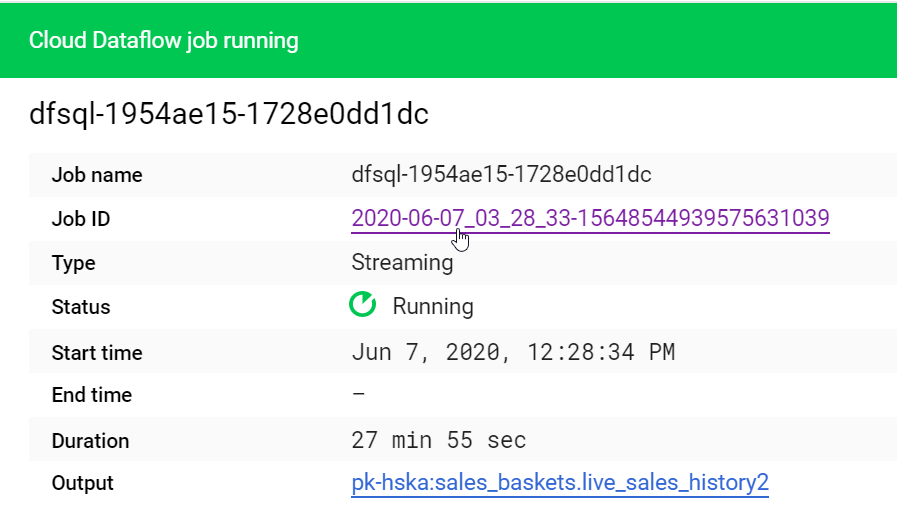 Cloud Dataflow job running
dfsql-1954ae15-1728e0dd1dc
Job name dfsql-1954ae15-1728e0dd1dc
Job ID 2020-06-07_03_28_33-15648544939575631039
Type Streaming
Status Running
Start time Jun 7, 2020, 12:28:34 PM
End time –
Duration 27 min 55 sec
Output pk-hska:sales_baskets.live_sales_history2